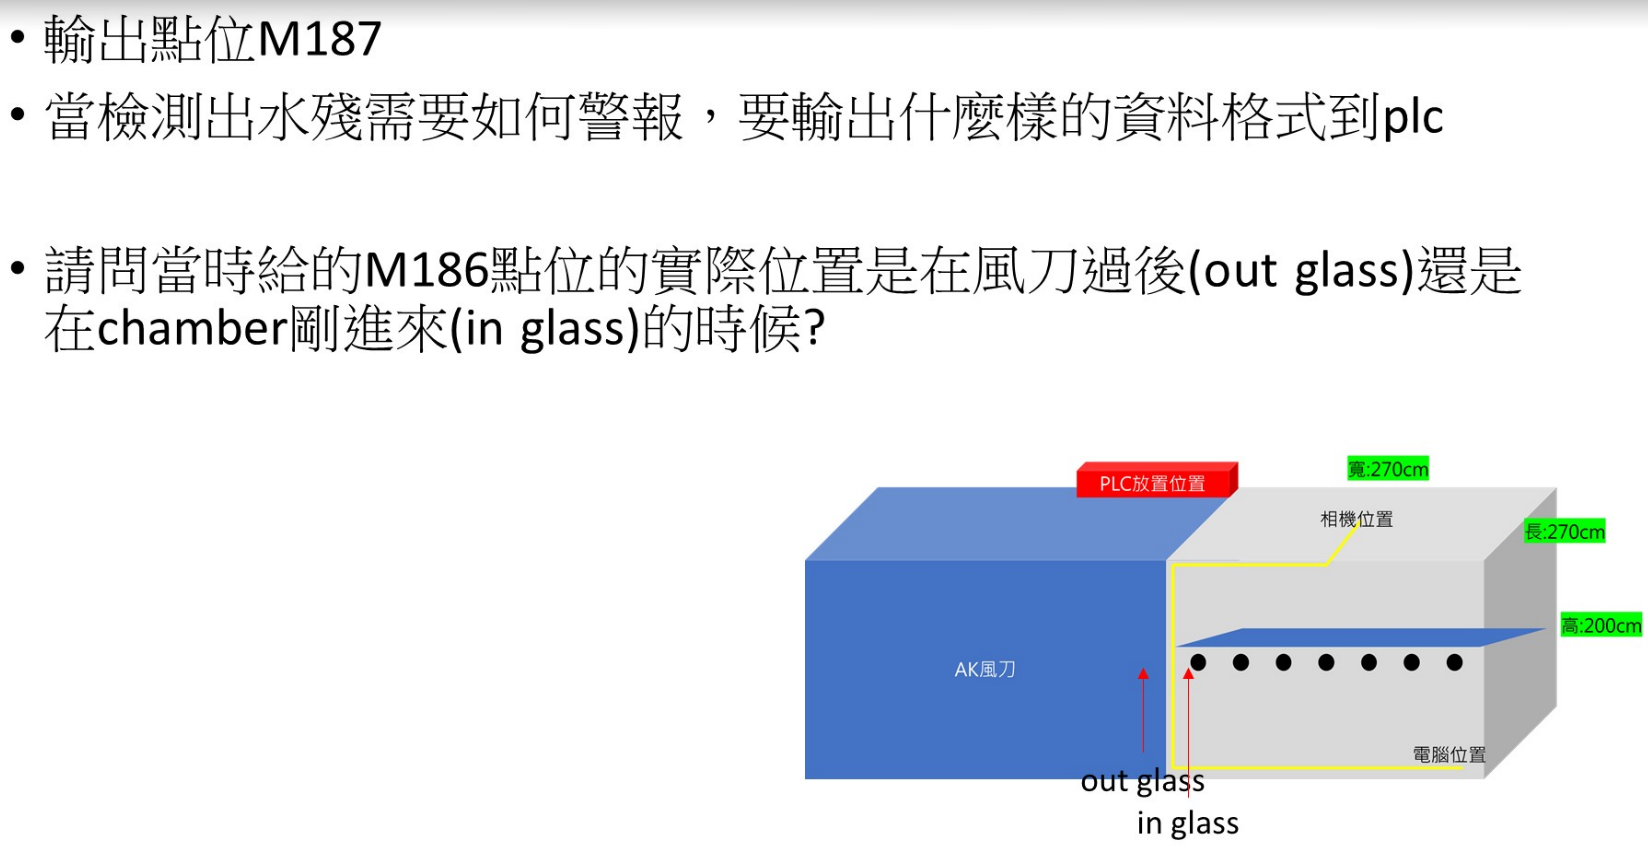 • 輸出點位M187
• 當檢測出水殘需要如何警報，要輸出什麼樣的資料格式到plc
• 請問當時給的M186點位的實際位置是在風刀過後(out glass)還是
在chamber剛進來(in glass)的時候?
寬:270cm
PLC放置位置
相機位置
長:270cm
高:200cm
AK風刀
電腦位置
out glass
in glass